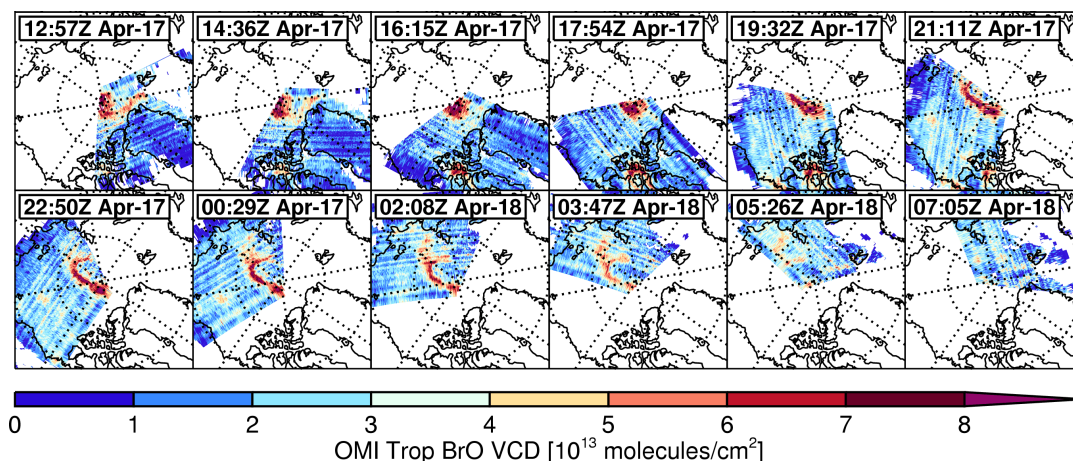 12:57Z Apr-17 14:36Z Apr-17 16:15Z Apr-17 17:54Z Apr-17 19:32Z Apr-17 21:11Z Apr-17
22:50Z Apr-17 00:29Z Apr-17 02:08Z Apr-18 03:47Z Apr-18 05:26Z Apr-18 07:05Z Apr-18
0 1 2 3 4 5 6 7 8
OMI Trop BrO VCD [10¹³ molecules/cm²]